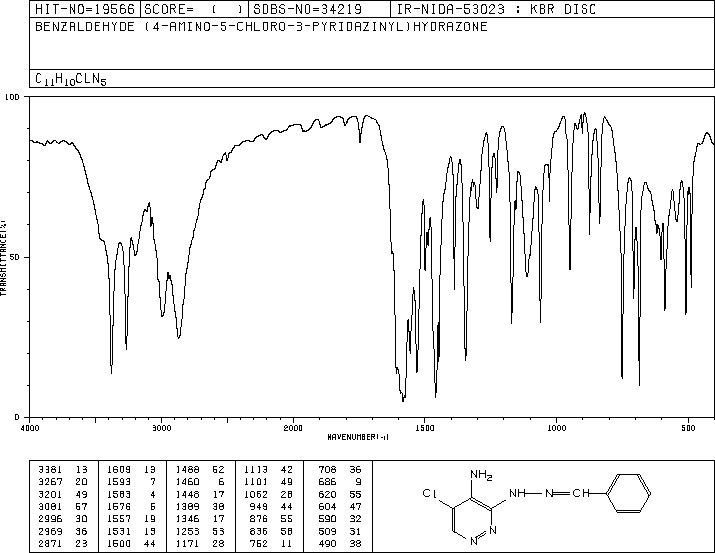 HIT-NO=19566 SCORE= ( ) SDBS-NO=34219 IR-NIDA-53023 : KBR DISC
BENZALDEHYDE (4-AMINO-5-CHLORO-3-PYRIDAZINYL)HYDRAZONE
C11H10CLN5
100
50
0
TRANSMITTANCE(%)
4000 3000 2000 1500 1000 500
WAVENUMBER(-1)
3381 13 1609 13 1488 52 1113 42 708 36
3267 20 1593 7 1460 6 1101 49 686 9
3201 49 1583 4 1448 17 1062 28 620 55
3081 57 1576 6 1389 38 949 44 604 47
2996 30 1557 19 1346 17 876 55 590 32
2969 36 1531 13 1253 53 836 58 509 31
2871 23 1500 44 1171 28 752 11 490 38
NH2
Cl
NH N CH
N
N